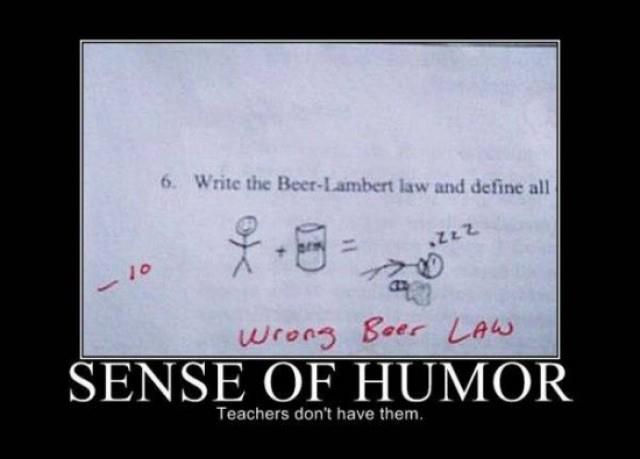 6. Write the Beer-Lambert law and define all
+ BEER =
.zzz
- 10
Wrong Beer LAW
SENSE OF HUMOR
Teachers don't have them.